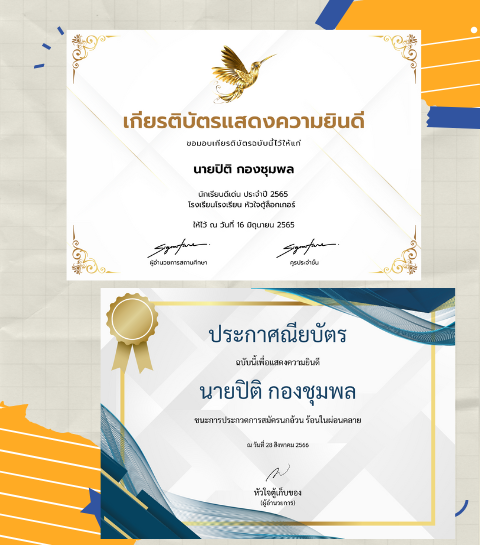 เกียรติบัตรแสดงความยินดี
ขอมอบเกียรติบัตรฉบับนี้ไว้ให้แก่
นายปิติ กองชุมพล
นักเรียนดีเด่น ประจำปี 2565
โรงเรียนโรงเรียน หัวใจตู้ล็อกเกอร์
ให้ไว้ ณ วันที่ 16 มิถุนายน 2565
Signature Signature
ผู้อำนวยการสถานศึกษา ครูประจำชั้น
ประกาศณียบัตร
ฉบับนี้เพื่อแสดงความยินดี
นายปิติ กองชุมพล
ชนะการประกวดการสมัครนกอ้วน ร้อนในผ่อนคลาย
ณ วันที่ 28 สิงหาคม 2566
หัวใจตู้เก็บของ
(ผู้อำนวยการ)